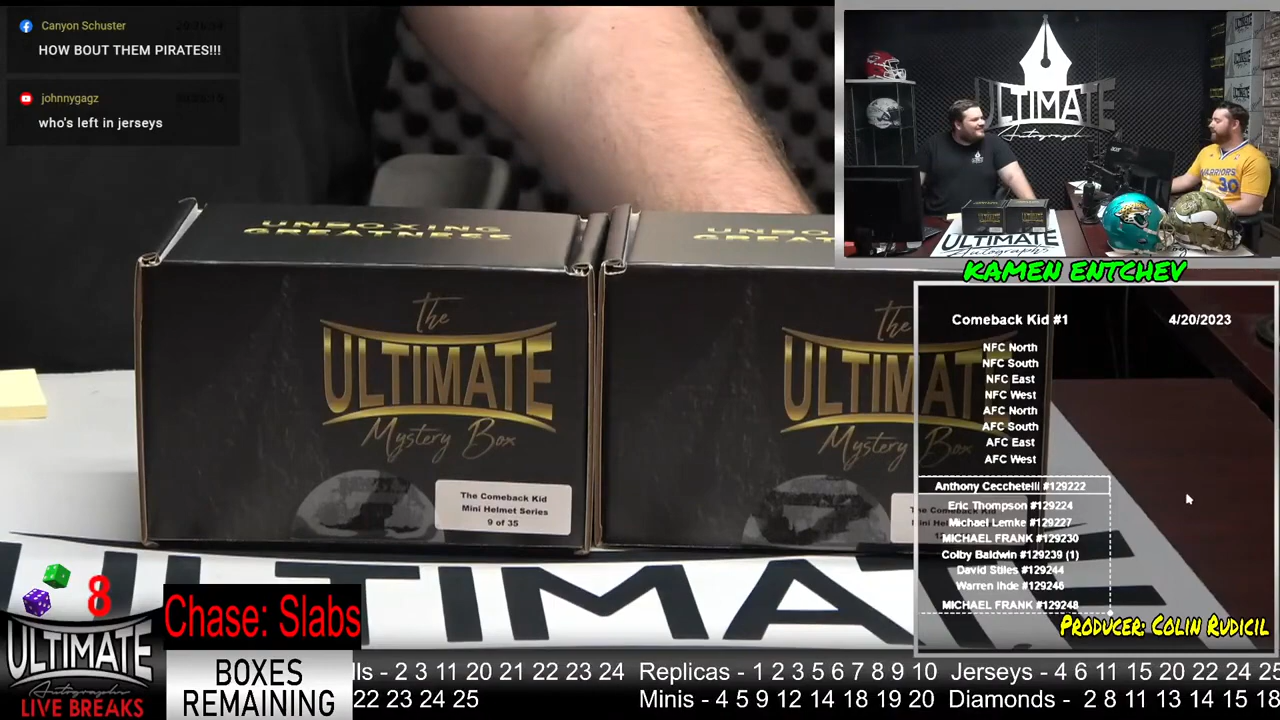 Canyon Schuster
HOW BOUT THEM PIRATES!!!
johnnygagz
who's left in jerseys
ULTIMATE
Autographs
WARRIORS
30
ULTIMATE
KAMEN ENTCHEV
UNBOXING
GREATNESS
The
ULTIMATE
Mystery Box
The Comeback Kid
Mini Helmet Series
9 of 35
The
ULTIMAT
Mystery B
Comeback Kid #1 4/20/2023
NFC North
NFC South
NFC East
NFC West
AFC North
AFC South
AFC East
AFC West
Anthony Cecchetelli #129222
Eric Thompson #129224
Michael Lemke #129227
MICHAEL FRANK #129230
Colby Baldwin #129239 (1)
David Stiles #129244
Warren Ihde #129246
MICHAEL FRANK #129248
PRODUCER: COLIN RUDICIL
ULTIMA
8
ULTIMATE
Autographs
LIVE BREAKS
Chase: Slabs
BOXES
REMAINING
lls - 2 3 11 20 21 22 23 24 Replicas - 1 2 3 5 6 7 8 9 10 Jerseys - 4 6 11 15 20 22 24 25
22 23 24 25 Minis - 4 5 9 12 14 18 19 20 Diamonds - 2 8 11 13 14 15 18